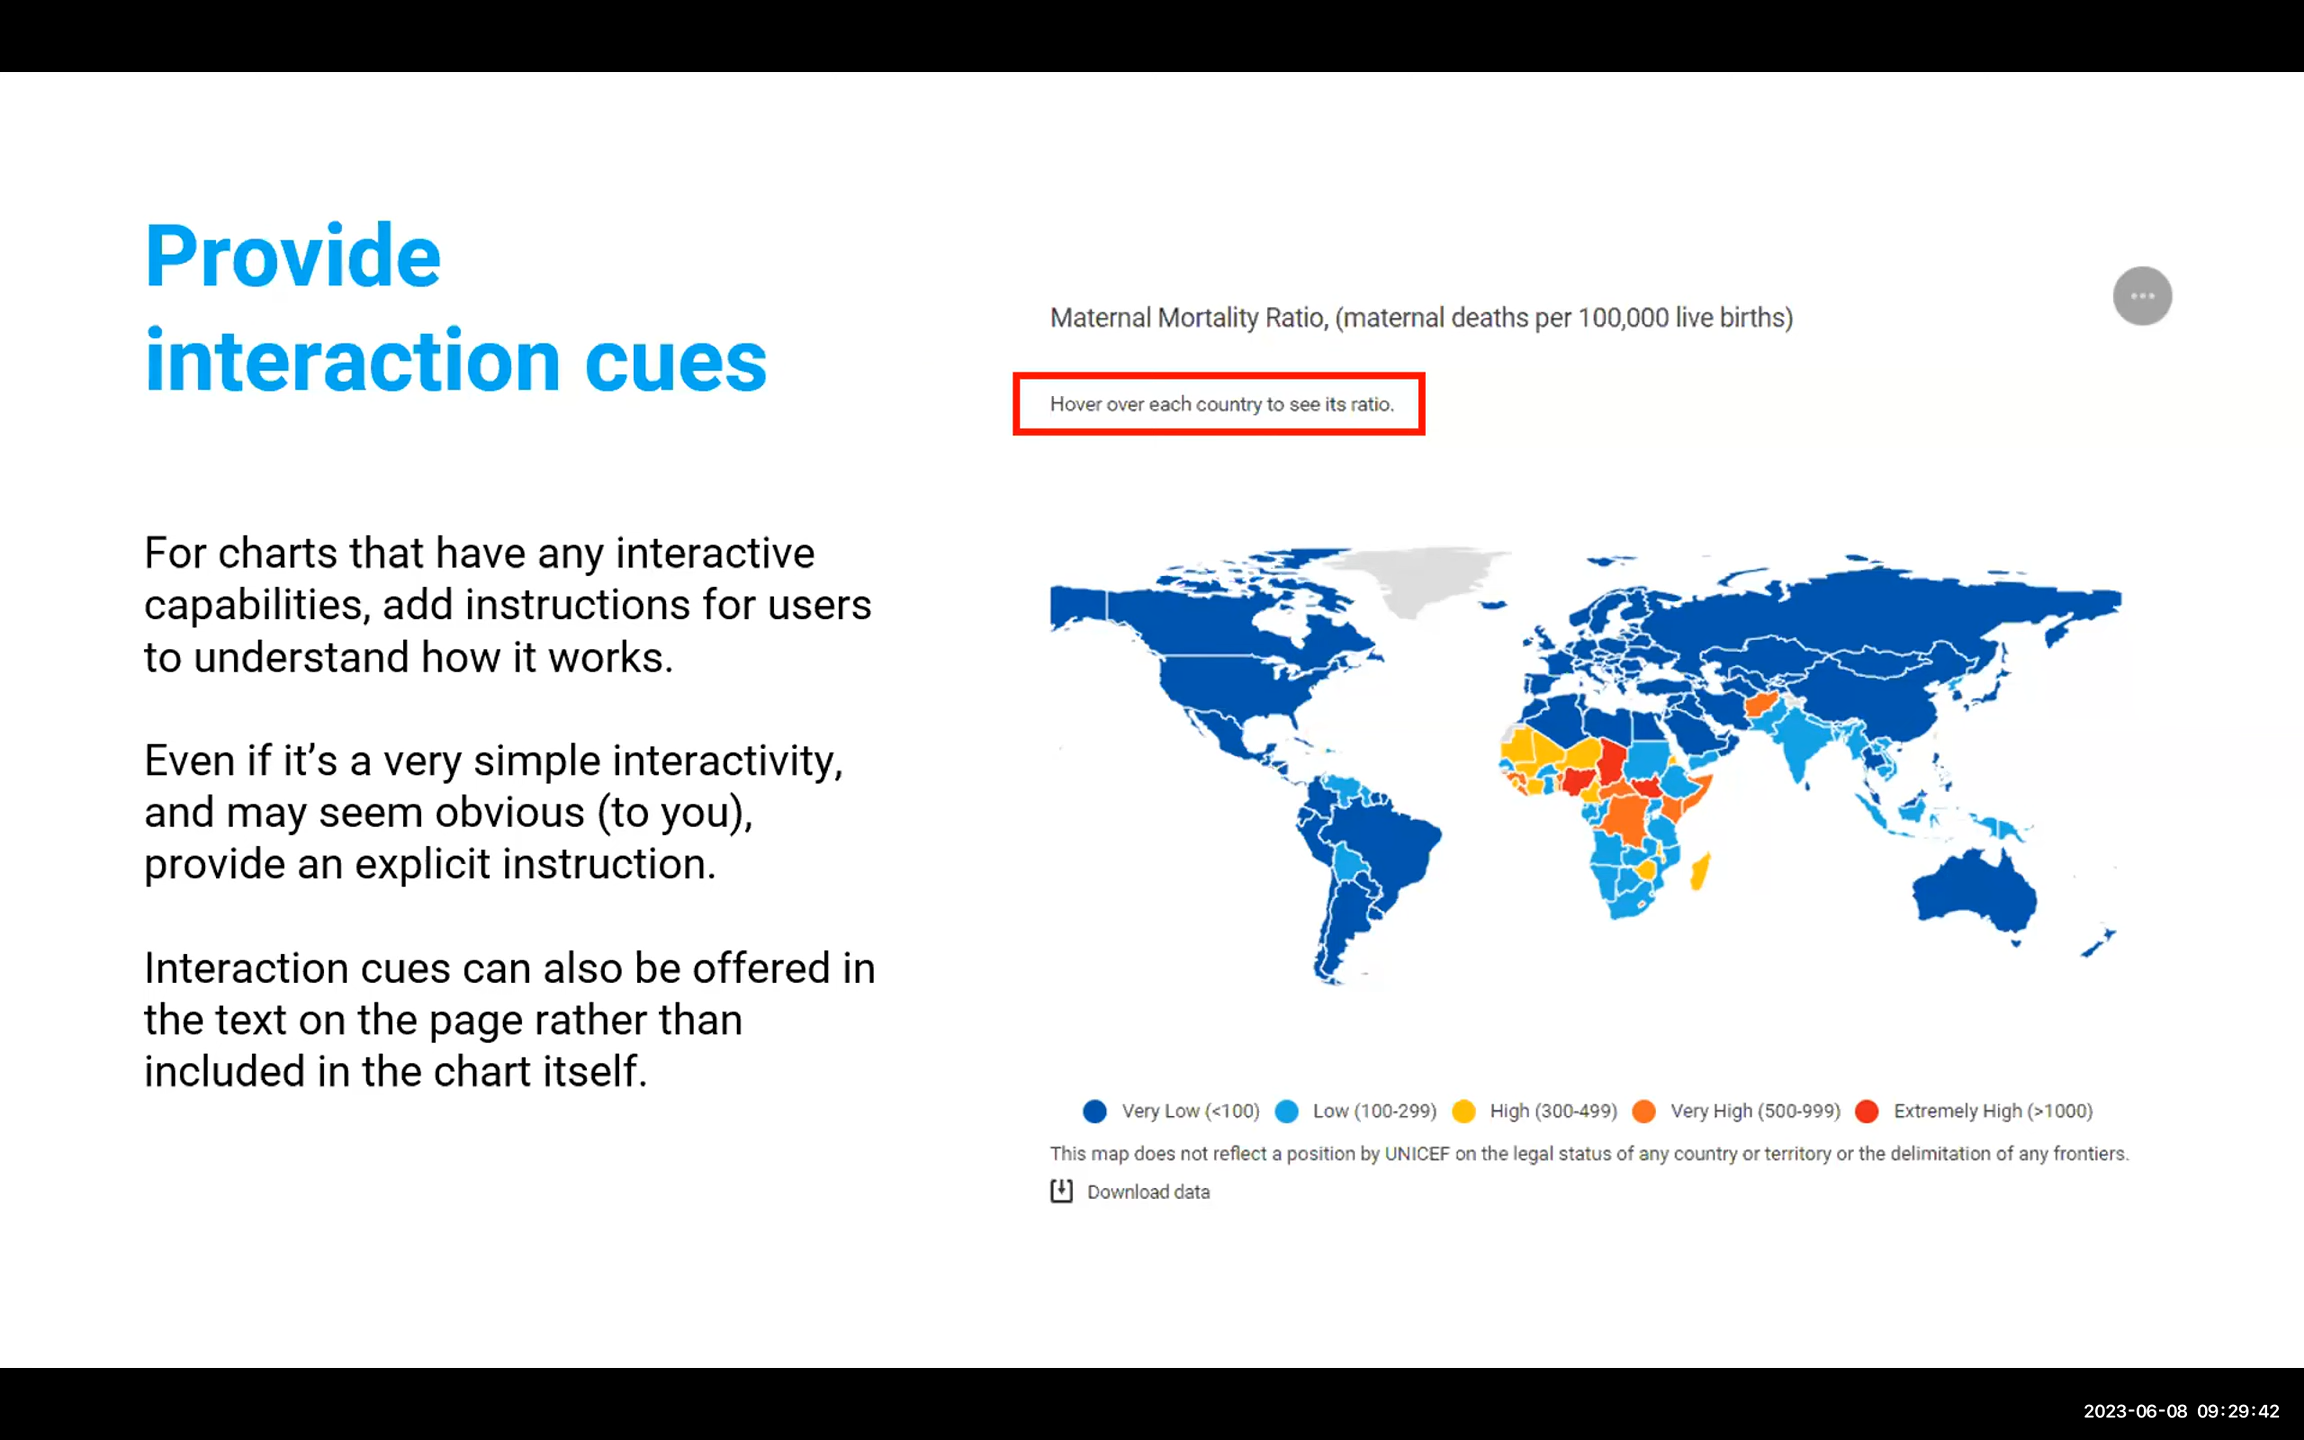 Provide
interaction cues
For charts that have any interactive
capabilities, add instructions for users
to understand how it works.
Even if it’s a very simple interactivity,
and may seem obvious (to you),
provide an explicit instruction.
Interaction cues can also be offered in
the text on the page rather than
included in the chart itself.
Maternal Mortality Ratio, (maternal deaths per 100,000 live births)
Hover over each country to see its ratio.
Very Low (<100) Low (100-299) High (300-499) Very High (500-999) Extremely High (>1000)
This map does not reflect a position by UNICEF on the legal status of any country or territory or the delimitation of any frontiers.
Download data
2023-06-08 09:29:42